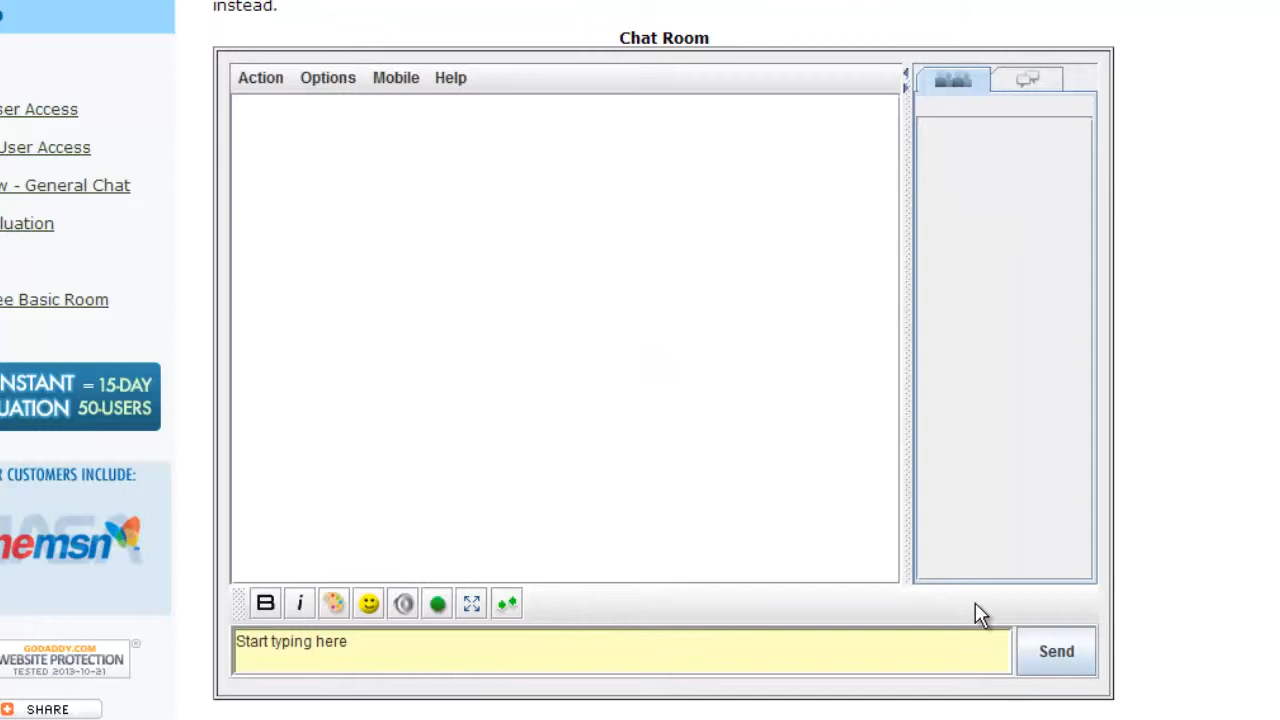 instead.
Chat Room
Action Options Mobile Help
ser Access
User Access
w - General Chat
luation
ee Basic Room
NSTANT = 15-DAY
UATION 50-USERS
R CUSTOMERS INCLUDE:
nemsn
GODADDY.COM
WEBSITE PROTECTION
TESTED 2013-10-21
SHARE
B i
Start typing here
Send